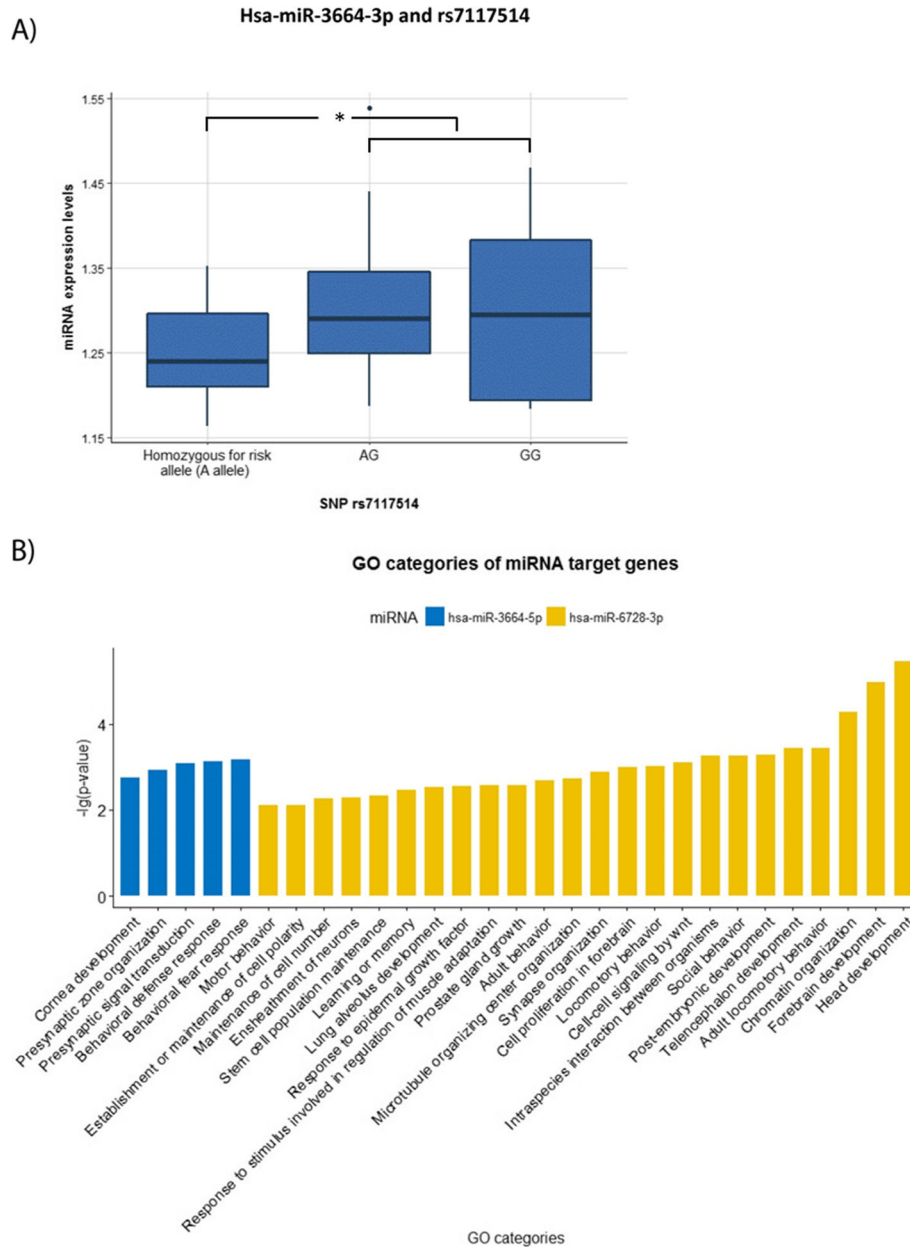 A)
Hsa-miR-3664-3p and rs7117514
miRNA expression levels
1.55
1.45
1.35
1.25
1.15
*
Homozygous for risk
allele (A allele)
AG
GG
SNP rs7117514
B)
GO categories of miRNA target genes
miRNA
hsa-miR-3664-5p
hsa-miR-6728-3p
-lg(p-value)
4
2
0
Cornea development
Presynaptic zone organization
Presynaptic signal transduction
Behavioral defense response
Behavioral fear response
Motor behavior
Establishment or maintenance of cell polarity
Maintenance of cell number
Ensheatment of neurons
Stem cell population maintenance
Learning or memory
Lung alveolus development
Response to epidermal growth factor
Response to stimulus involved in regulation of muscle adaptation
Prostate gland growth
Adult behavior
Microtubule organizing center organization
Synapse organization
Cell proliferation in forebrain
Locomotory behavior
Cell-cell signaling by wnt
Intraspecies interaction between organisms
Social behavior
Post-embryonic development
Telencephalon development
Adult locomotory behavior
Chromatin organization
Forebrain development
Head development
GO categories